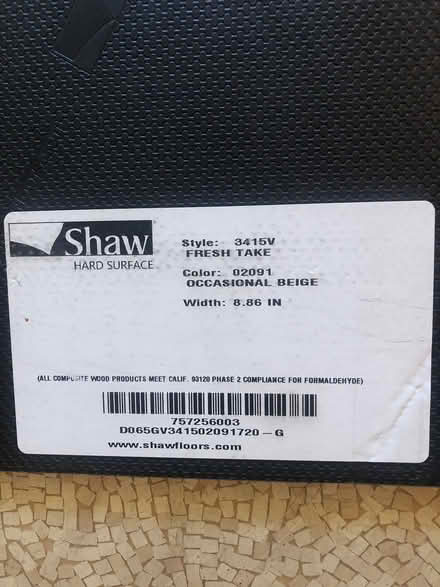 Shaw
HARD SURFACE
Style: 3415V
FRESH TAKE
Color: 02091
OCCASIONAL BEIGE
Width: 8.86 IN
(ALL COMPOSITE WOOD PRODUCTS MEET CALIF. 93120 PHASE 2 COMPLIANCE FOR FORMALDEHYDE)
757256003
D065GV341502091720-G
www.shawfloors.com